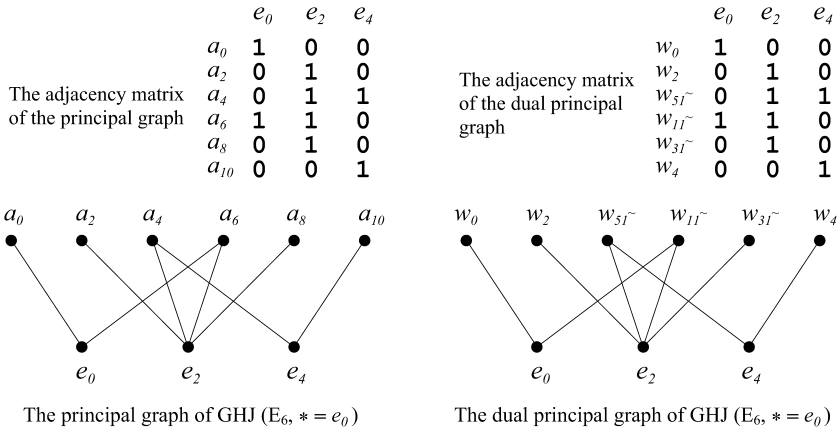 e₀ e₂ e₄
a₀ 1 0 0
a₂ 0 1 0
a₄ 0 1 1
a₆ 1 1 0
a₈ 0 1 0
a₁₀ 0 0 1
The adjacency matrix
of the principal graph
e₀ e₂ e₄
w₀ 1 0 0
w₂ 0 1 0
w₅₁~ 0 1 1
w₁₁~ 1 1 0
w₃₁~ 0 1 0
w₄ 0 0 1
The adjacency matrix
of the dual principal
graph
a₀ a₂ a₄ a₆ a₈ a₁₀
e₀ e₂ e₄
The principal graph of GHJ (E₆, * = e₀ )
w₀ w₂ w₅₁~ w₁₁~ w₃₁~ w₄
e₀ e₂ e₄
The dual principal graph of GHJ (E₆, * = e₀ )